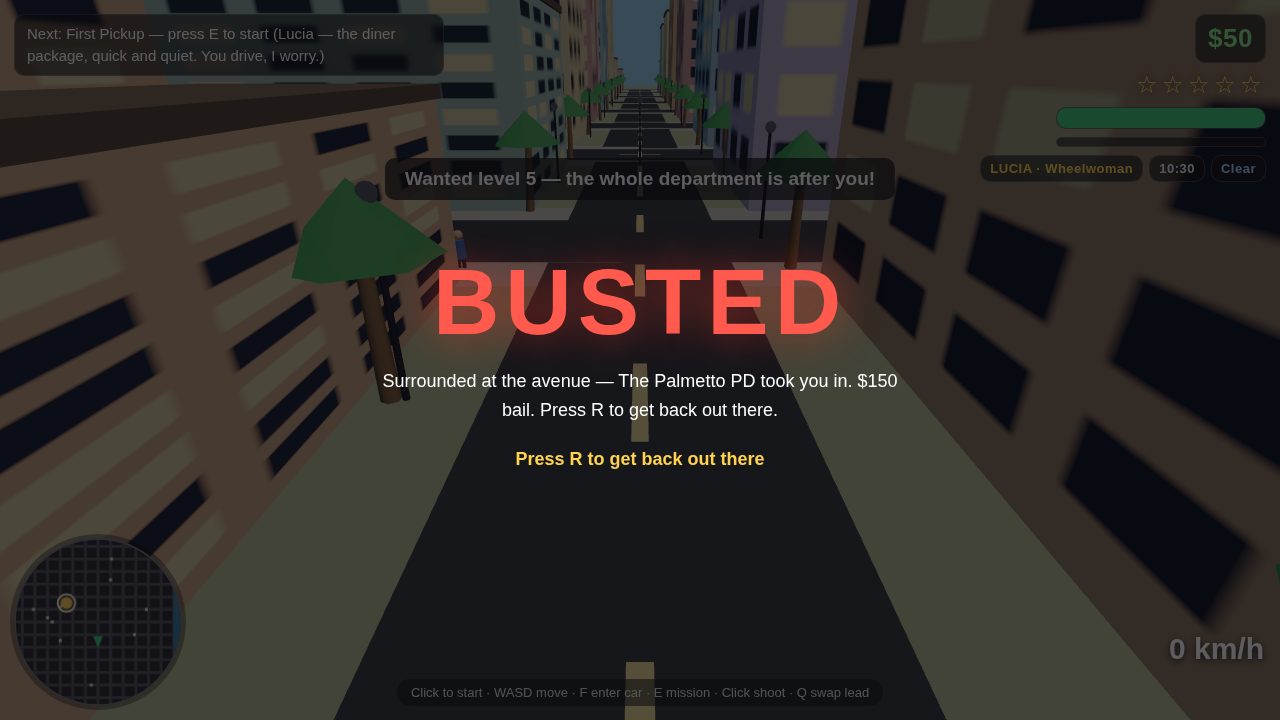 Next: First Pickup — press E to start (Lucia — the diner
package, quick and quiet. You drive, I worry.)
$50
☆☆☆☆☆
LUCIA · Wheelwoman
10:30
Clear
Wanted level 5 — the whole department is after you!
BUSTED
Surrounded at the avenue — The Palmetto PD took you in. $150
bail. Press R to get back out there.
Press R to get back out there
0 km/h
Click to start · WASD move · F enter car · E mission · Click shoot · Q swap lead